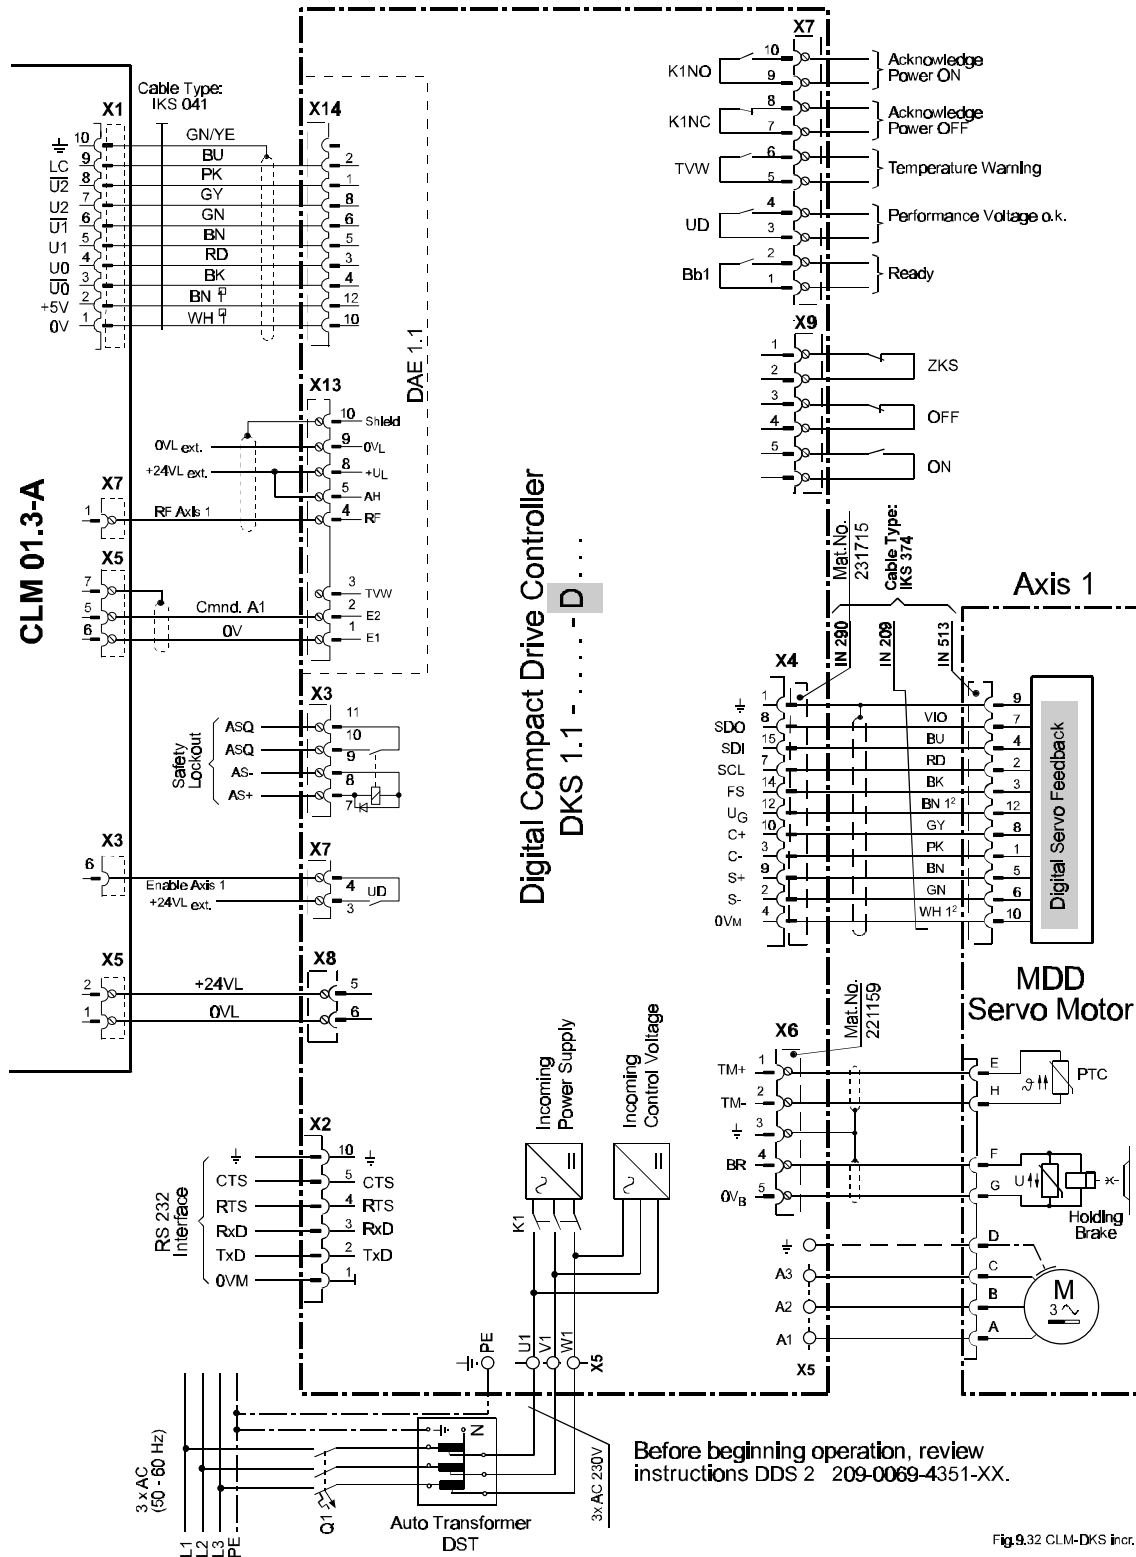 CLM 01.3-A
Cable Type:
IKS 041
X1
10
LC 9
U2 8
U2 7
U1 6
U1 5
U0 4
U0 3
+5V 2
0V 1
GN/YE
BU
PK
GY
GN
BN
RD
BK
BN 1
WH 1
X14
2
1
8
6
5
3
4
12
10
DAE 1.1
X13
10 Shield
0VL ext. 9 0VL
+24VL ext. 8 +UL
5 AH
X7
1 RF Axis 1 4 RF
X5
7
5 Cmnd. A1
6 0V
3 TVW
2 E2
1 E1
X3
Safety
Lockout
ASQ 11
ASQ 10
AS- 9
AS+ 8
7
X3
6
Enable Axis 1
+24VL ext.
X7
4
3
UD
X5
2 +24VL
1 0VL
X8
5
6
X2
RS 232
Interface
10
CTS 5 CTS
RTS 4 RTS
RxD 3 RxD
TxD 2 TxD
0VM 1
Digital Compact Drive Controller
DKS 1.1 - ..... - D .....
X7
K1NO 10
9
Acknowledge
Power ON
K1NC 8
7
Acknowledge
Power OFF
TVW 6
5
Temperature Warning
UD 4
3
Performance Voltage o.k.
Bb1 2
1
Ready
X9
1
2
ZKS
3
4
OFF
5
ON
Mat.No.
231715
Cable Type:
IKS 374
IN 290
IN 209
IN 513
Axis 1
X4
1 9
SDO 8 VIO 7
SDI 15 BU 4
SCL 7 RD 2
FS 14 BK 3
UG 12 BN 1² 12
C+ 10 GY 8
C- 3 PK 1
S+ 9 BN 5
S- 2 GN 6
0VM 4 WH 1² 10
Digital Servo Feedback
MDD
Servo Motor
Mat.No.
221159
X6
TM+ 1 E
TM- 2 H
PTC
3
BR 4 F
0VB 5 G
U
Holding
Brake
D
A3 C
A2 B
A1 A
X5
M
3
Incoming
Power Supply
Incoming
Control Voltage
K1
PE
U1
V1
W1
X5
3 x AC
(50 - 60 Hz)
L1
L2
L3
PE
Q1
N
Auto Transformer
DST
3x AC 230V
Before beginning operation, review
instructions DDS 2 209-0069-4351-XX.
Fig.9.32 CLM-DKS incr.